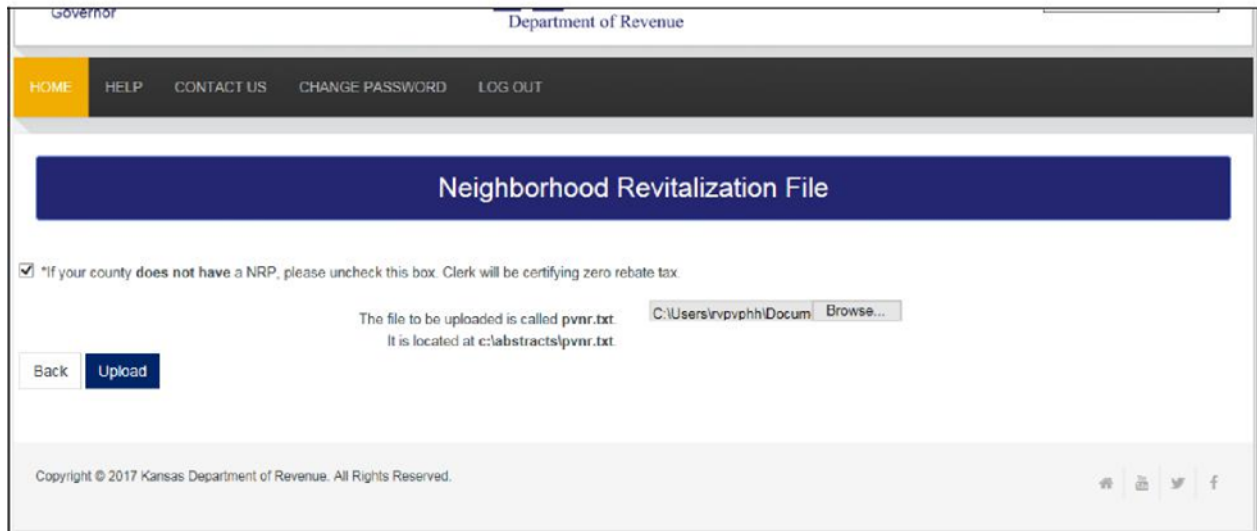 Governor
Department of Revenue
HOME HELP CONTACT US CHANGE PASSWORD LOG OUT
Neighborhood Revitalization File
*If your county does not have a NRP, please uncheck this box. Clerk will be certifying zero rebate tax.
The file to be uploaded is called pvnr.txt. C:\Users\rvpvphh\Docum Browse...
It is located at c:\abstracts\pvnr.txt.
Back Upload
Copyright © 2017 Kansas Department of Revenue. All Rights Reserved.